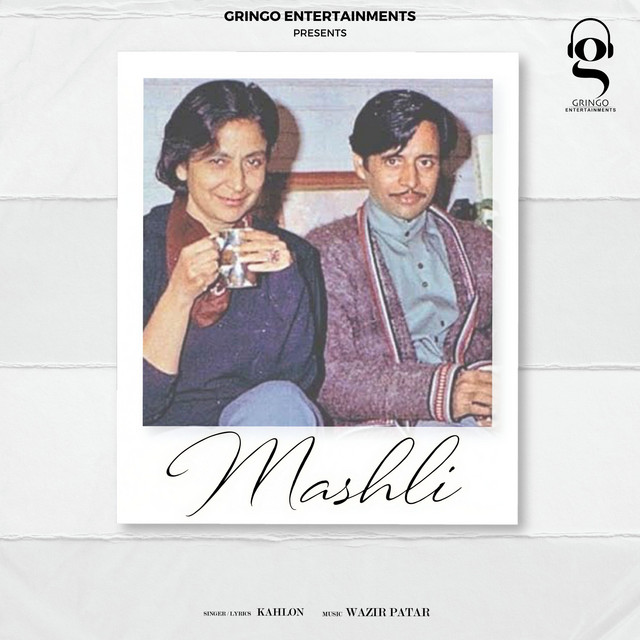 GRINGO ENTERTAINMENTS
PRESENTS
GRINGO
ENTERTAINMENTS
Mashli
SINGER / LYRICS KAHLON MUSIC WAZIR PATAR